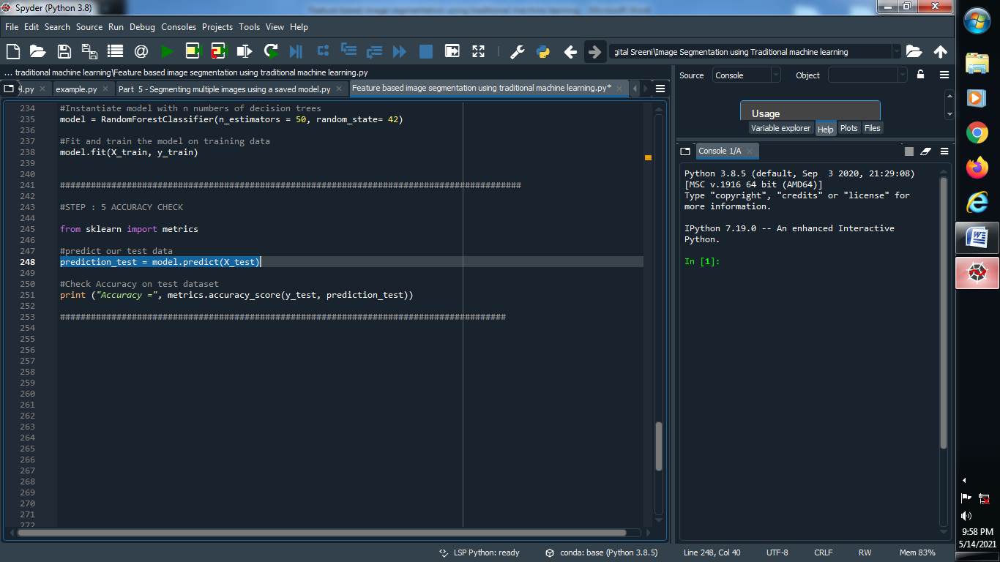 Spyder (Python 3.8)
Feature based image segmentation using traditional machine learning - Microsoft Word
File Edit Search Source Run Debug Consoles Projects Tools View Help
gital Sreeni\Image Segmentation using Traditional machine learning
... traditional machine learning\Feature based image segmentation using traditional machine learning.py
el.py example.py Part 5 - Segmenting multiple images using a saved model.py Feature based image segmentation using traditional machine learning.py*
234 #Instantiate model with n numbers of decision trees
235 model = RandomForestClassifier(n_estimators = 50, random_state= 42)
236
237 #Fit and train the model on training data
238 model.fit(X_train, y_train)
239
240
241 ##########################################################################################
242
243 #STEP : 5 ACCURACY CHECK
244
245 from sklearn import metrics
246
247 #predict our test data
248 prediction_test = model.predict(X_test)
249
250 #Check Accuracy on test dataset
251 print ("Accuracy =", metrics.accuracy_score(y_test, prediction_test))
252
253 #######################################################################################
254
255
256
257
258
259
260
261
262
263
264
265
266
267
268
269
270
271
272
Source Console Object
Usage
Variable explorer Help Plots Files
Console 1/A
Python 3.8.5 (default, Sep  3 2020, 21:29:08)
[MSC v.1916 64 bit (AMD64)]
Type "copyright", "credits" or "license" for
more information.
IPython 7.19.0 -- An enhanced Interactive
Python.
In [1]:
LSP Python: ready conda: base (Python 3.8.5) Line 248, Col 40 UTF-8 CRLF RW Mem 83%
9:58 PM
5/14/2021